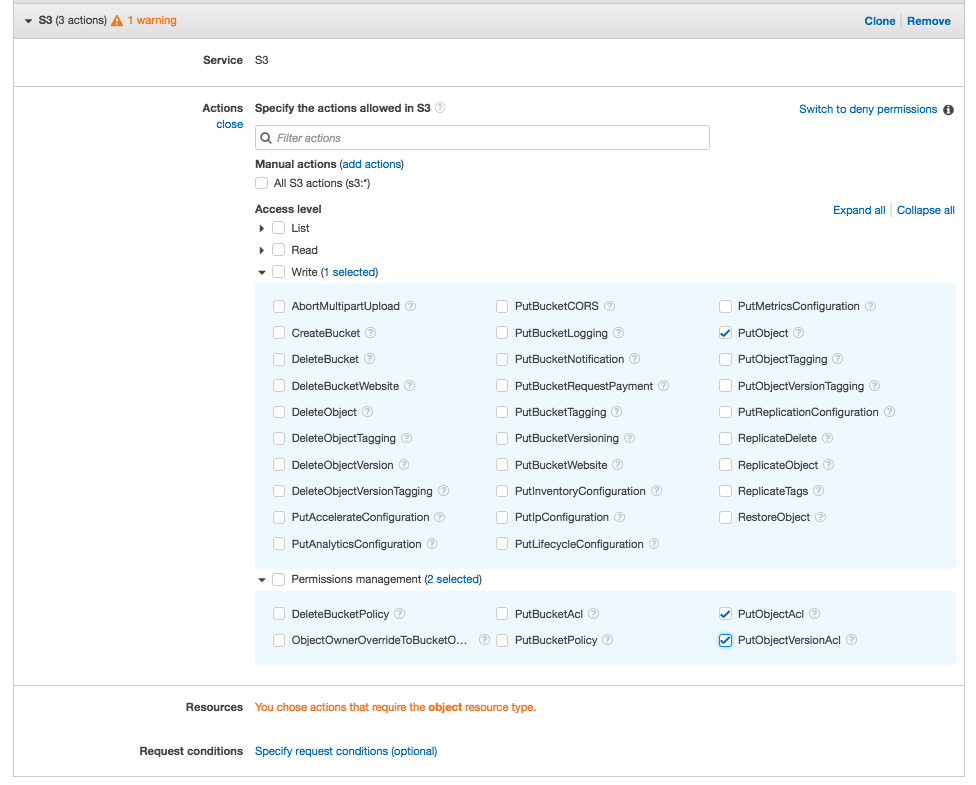 S3 (3 actions) 1 warning Clone Remove
Service S3
Actions Specify the actions allowed in S3 ? Switch to deny permissions i
close
Filter actions
Manual actions (add actions)
All S3 actions (s3:*)
Access level Expand all Collapse all
List
Read
Write (1 selected)
AbortMultipartUpload ? PutBucketCORS ? PutMetricsConfiguration ?
CreateBucket ? PutBucketLogging ? PutObject ?
DeleteBucket ? PutBucketNotification ? PutObjectTagging ?
DeleteBucketWebsite ? PutBucketRequestPayment ? PutObjectVersionTagging ?
DeleteObject ? PutBucketTagging ? PutReplicationConfiguration ?
DeleteObjectTagging ? PutBucketVersioning ? ReplicateDelete ?
DeleteObjectVersion ? PutBucketWebsite ? ReplicateObject ?
DeleteObjectVersionTagging ? PutInventoryConfiguration ? ReplicateTags ?
PutAccelerateConfiguration ? PutIpConfiguration ? RestoreObject ?
PutAnalyticsConfiguration ? PutLifecycleConfiguration ?
Permissions management (2 selected)
DeleteBucketPolicy ? PutBucketAcl ? PutObjectAcl ?
ObjectOwnerOverrideToBucketO... ? PutBucketPolicy ? PutObjectVersionAcl ?
Resources You chose actions that require the object resource type.
Request conditions Specify request conditions (optional)